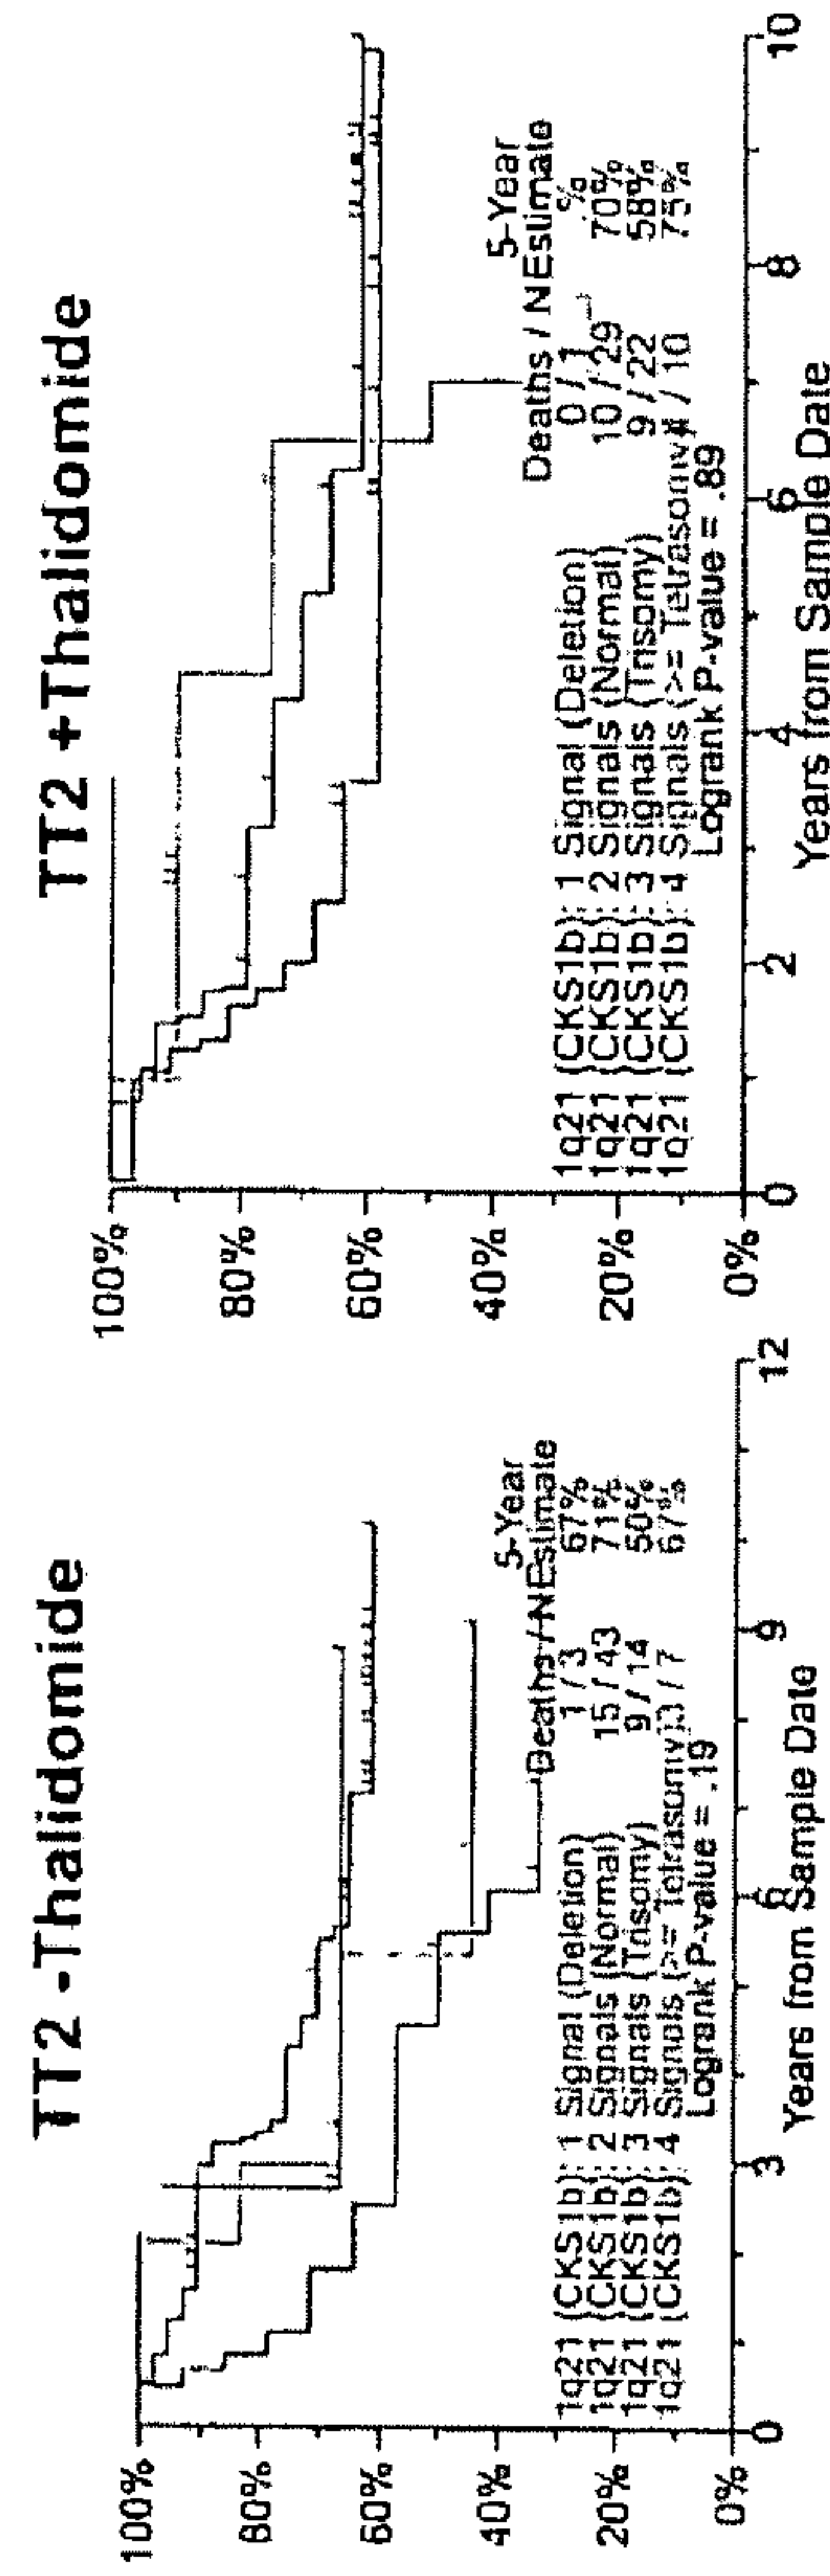 TT2 -Thalidomide
100%
80%
60%
40%
20%
0%
5-Year
Deaths / N Estimate
1q21 (CKS1b): 1 Signal (Deletion) 1 / 3 67%
1q21 (CKS1b): 2 Signals (Normal) 15 / 43 71%
1q21 (CKS1b): 3 Signals (Trisomy) 9 / 14 50%
1q21 (CKS1b): 4 Signals (>= Tetrasomy) 3 / 7 67%
Logrank P-value = .19
0 3 6 9 12
Years from Sample Date
TT2 +Thalidomide
100%
80%
60%
40%
20%
0%
5-Year
Deaths / N Estimate
1q21 (CKS1b): 1 Signal (Deletion) 0 / 1 %
1q21 (CKS1b): 2 Signals (Normal) 10 / 29 70%
1q21 (CKS1b): 3 Signals (Trisomy) 9 / 22 58%
1q21 (CKS1b): 4 Signals (>= Tetrasomy) / 10 75%
Logrank P-value = .89
0 2 4 6 8 10
Years from Sample Date